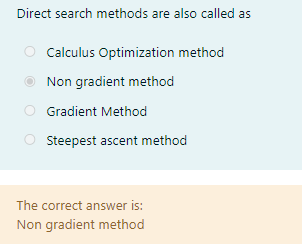 Direct search methods are also called as
Calculus Optimization method
Non gradient method
Gradient Method
Steepest ascent method
The correct answer is:
Non gradient method